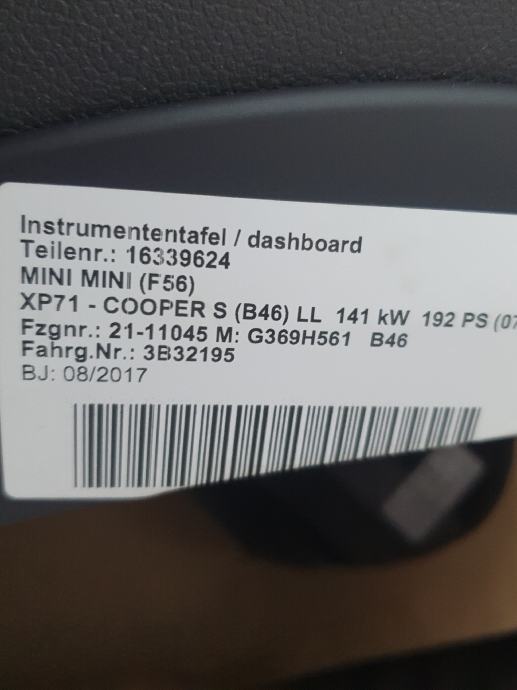 Instrumententafel / dashboard
Teilenr.: 16339624
MINI MINI (F56)
XP71 - COOPER S (B46) LL 141 kW 192 PS (07
Fzgnr.: 21-11045 M: G369H561 B46
Fahrg.Nr.: 3B32195
BJ: 08/2017